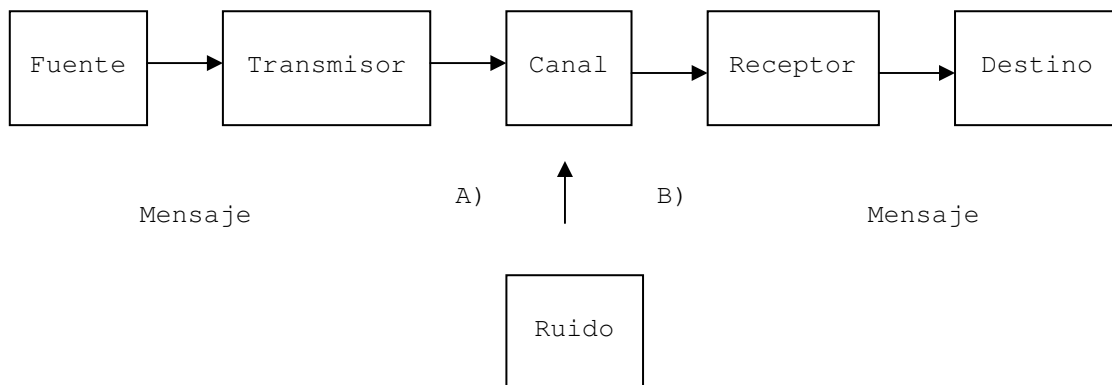 Fuente
Transmisor
Canal
Receptor
Destino
A)
B)
Mensaje
Mensaje
Ruido